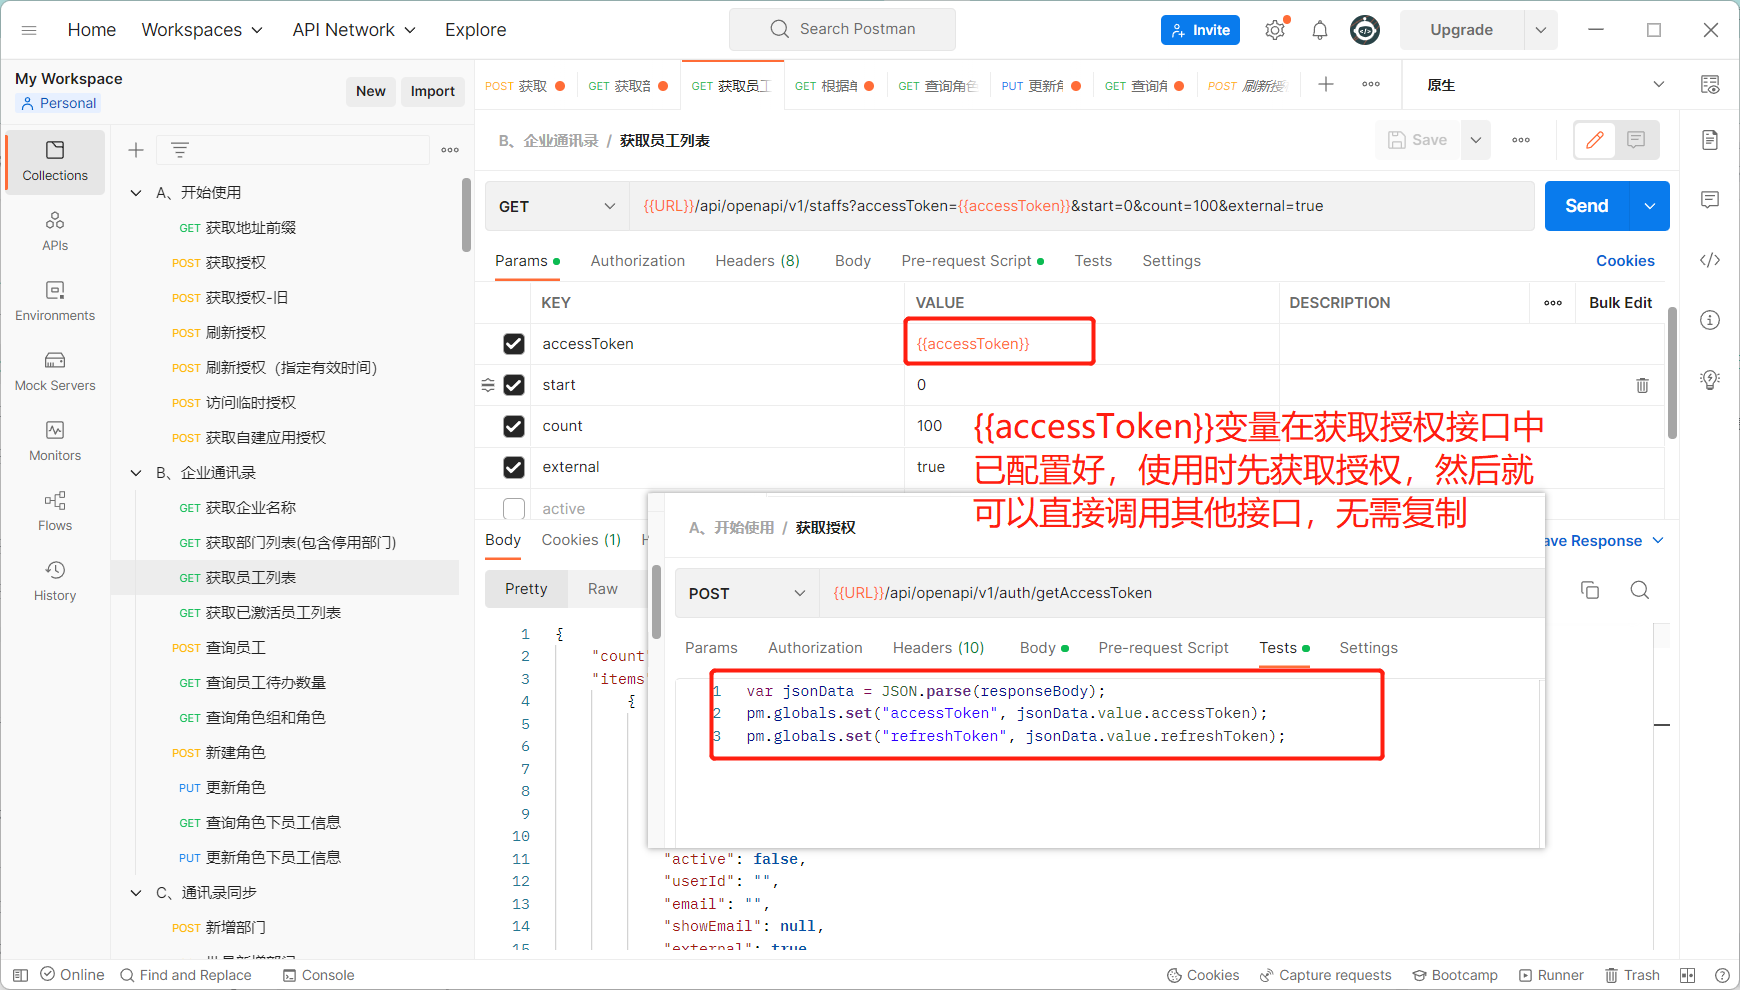 Home
Workspaces
API Network
Explore
Search Postman
Invite
Upgrade
My Workspace
Personal
New
Import
POST 获取
GET 获取部
GET 获取员工
GET 根据单
GET 查询角色
PUT 更新角
GET 查询角
POST 刷新授
原生
Collections
APIs
Environments
Mock Servers
Monitors
Flows
History
A、开始使用
GET 获取地址前缀
POST 获取授权
POST 获取授权-旧
POST 刷新授权
POST 刷新授权（指定有效时间）
POST 访问临时授权
POST 获取自建应用授权
B、企业通讯录
GET 获取企业名称
GET 获取部门列表(包含停用部门)
GET 获取员工列表
GET 获取已激活员工列表
POST 查询员工
GET 查询员工待办数量
GET 查询角色组和角色
POST 新建角色
PUT 更新角色
GET 查询角色下员工信息
PUT 更新角色下员工信息
C、通讯录同步
POST 新增部门
B、企业通讯录 / 获取员工列表
Save
GET
{{URL}}/api/openapi/v1/staffs?accessToken={{accessToken}}&start=0&count=100&external=true
Send
Params
Authorization
Headers (8)
Body
Pre-request Script
Tests
Settings
Cookies
KEY
VALUE
DESCRIPTION
Bulk Edit
accessToken
{{accessToken}}
start
0
count
100
external
true
active
{{accessToken}}变量在获取授权接口中
已配置好，使用时先获取授权，然后就
可以直接调用其他接口，无需复制
Body
Cookies (1)
ave Response
Pretty
Raw
1 {
2 "count"
3 "items
4 {
5
6
7
8
9
10
11 "active": false,
12 "userId": "",
13 "email": "",
14 "showEmail": null,
15 "external": true
A、开始使用 / 获取授权
POST
{{URL}}/api/openapi/v1/auth/getAccessToken
Params
Authorization
Headers (10)
Body
Pre-request Script
Tests
Settings
1 var jsonData = JSON.parse(responseBody);
2 pm.globals.set("accessToken", jsonData.value.accessToken);
3 pm.globals.set("refreshToken", jsonData.value.refreshToken);
Online
Find and Replace
Console
Cookies
Capture requests
Bootcamp
Runner
Trash